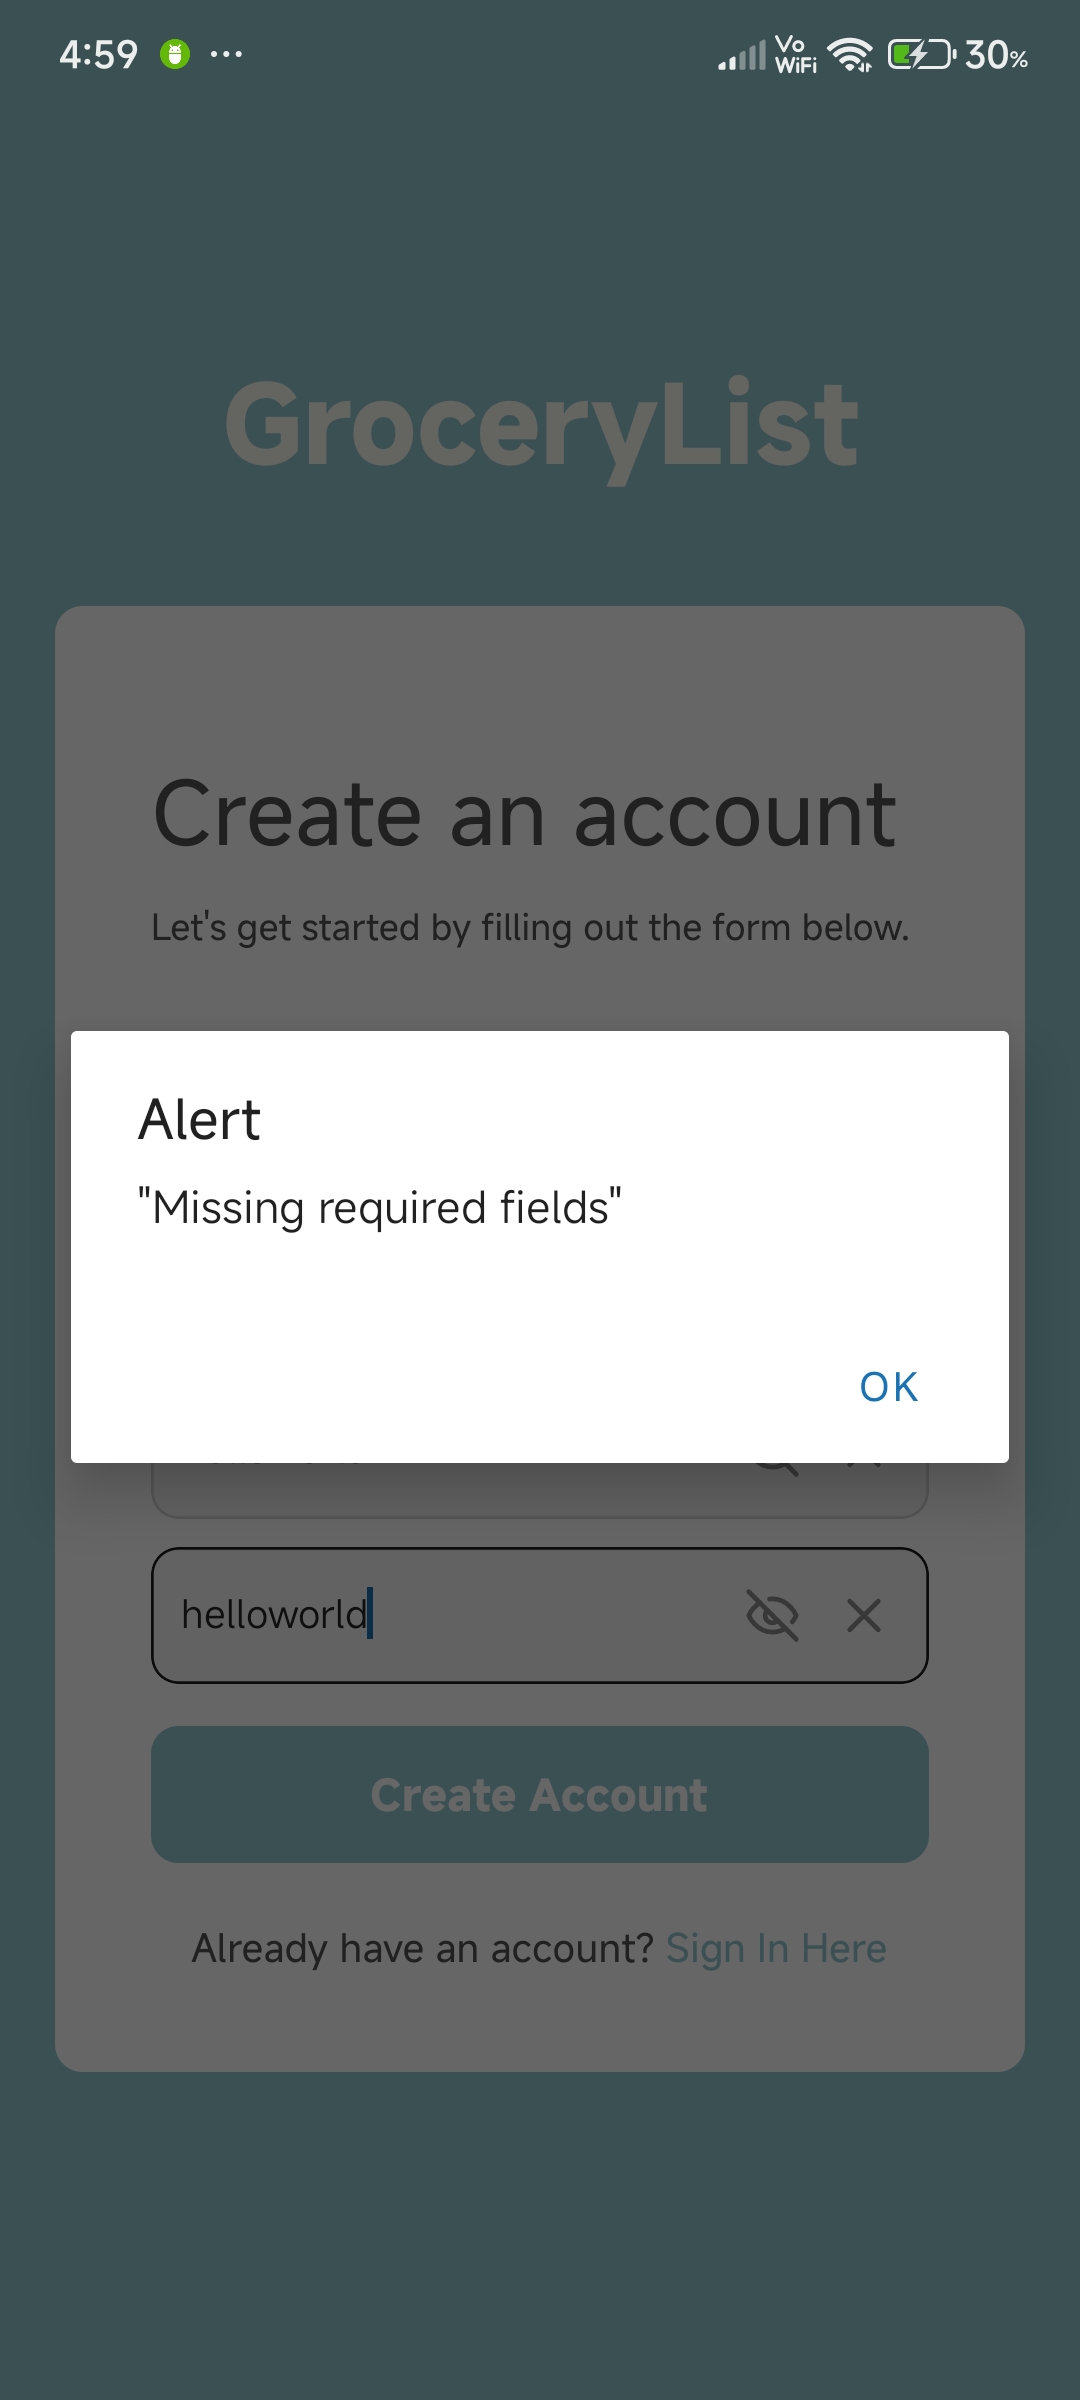 4:59
Vo
WiFi
30%
GroceryList
Create an account
Let's get started by filling out the form below.
Alert
"Missing required fields"
OK
helloworld
Create Account
Already have an account? Sign In Here